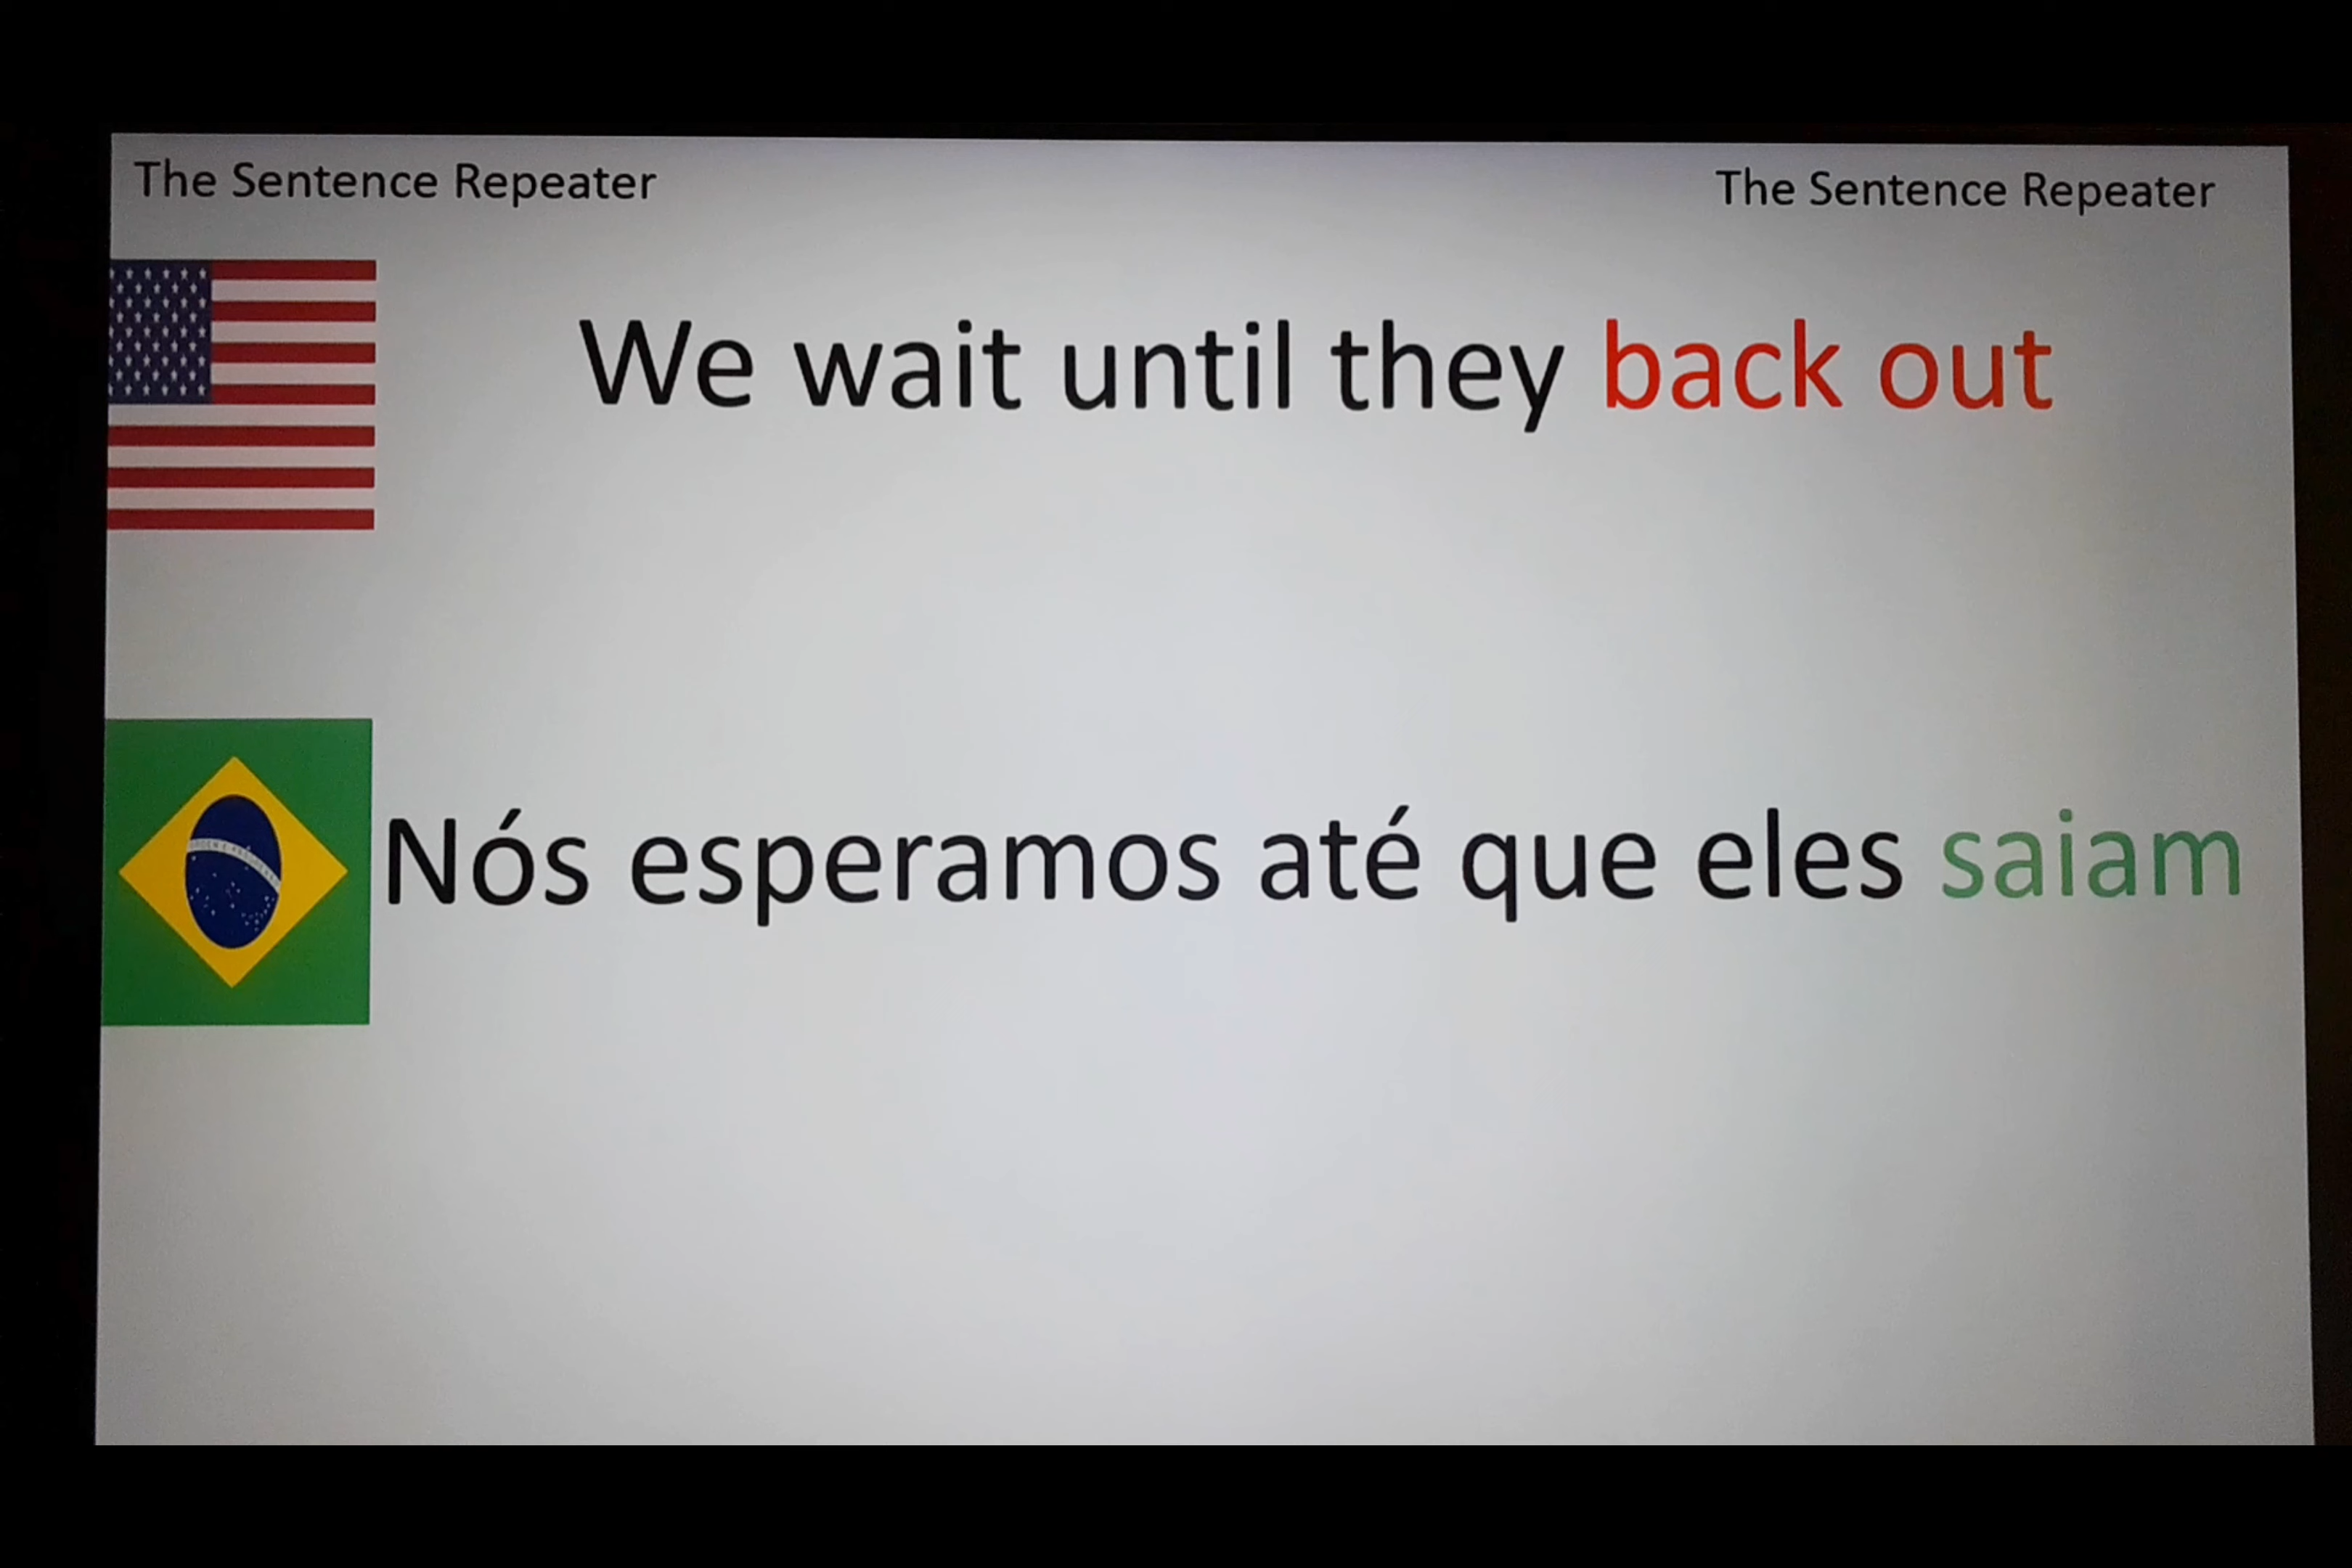 The Sentence Repeater
The Sentence Repeater
We wait until they back out
Nós esperamos até que eles saiam